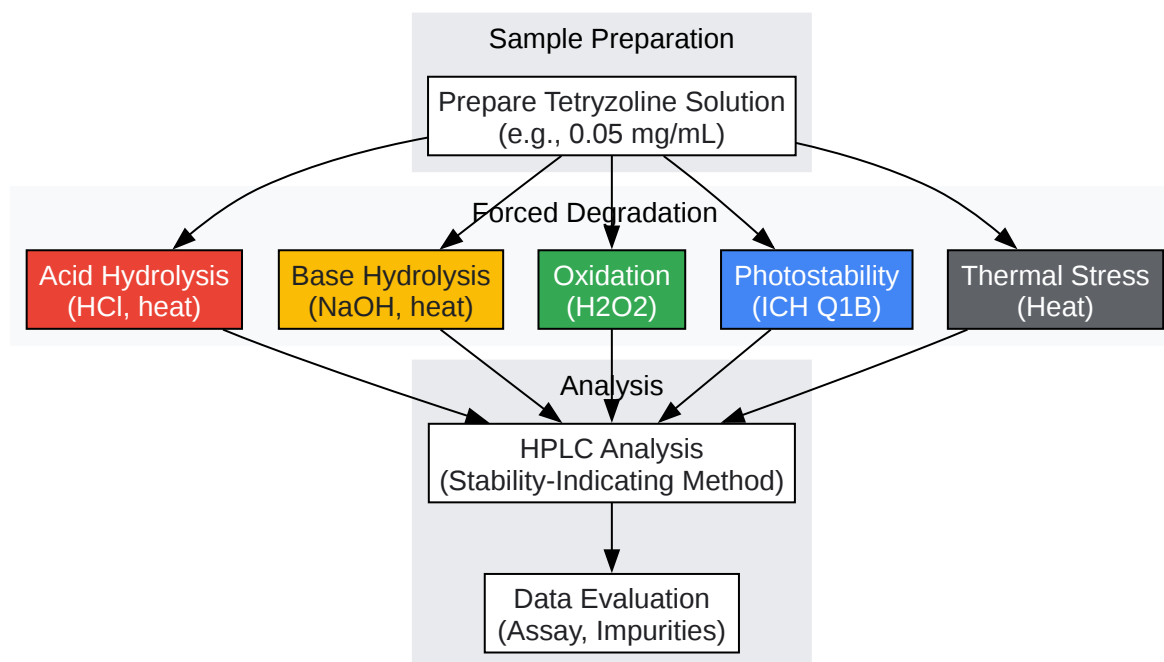 Sample Preparation
Prepare Tetryzoline Solution
(e.g., 0.05 mg/mL)
Forced Degradation
Acid Hydrolysis
(HCl, heat)
Base Hydrolysis
(NaOH, heat)
Oxidation
(H2O2)
Photostability
(ICH Q1B)
Thermal Stress
(Heat)
Analysis
HPLC Analysis
(Stability-Indicating Method)
Data Evaluation
(Assay, Impurities)